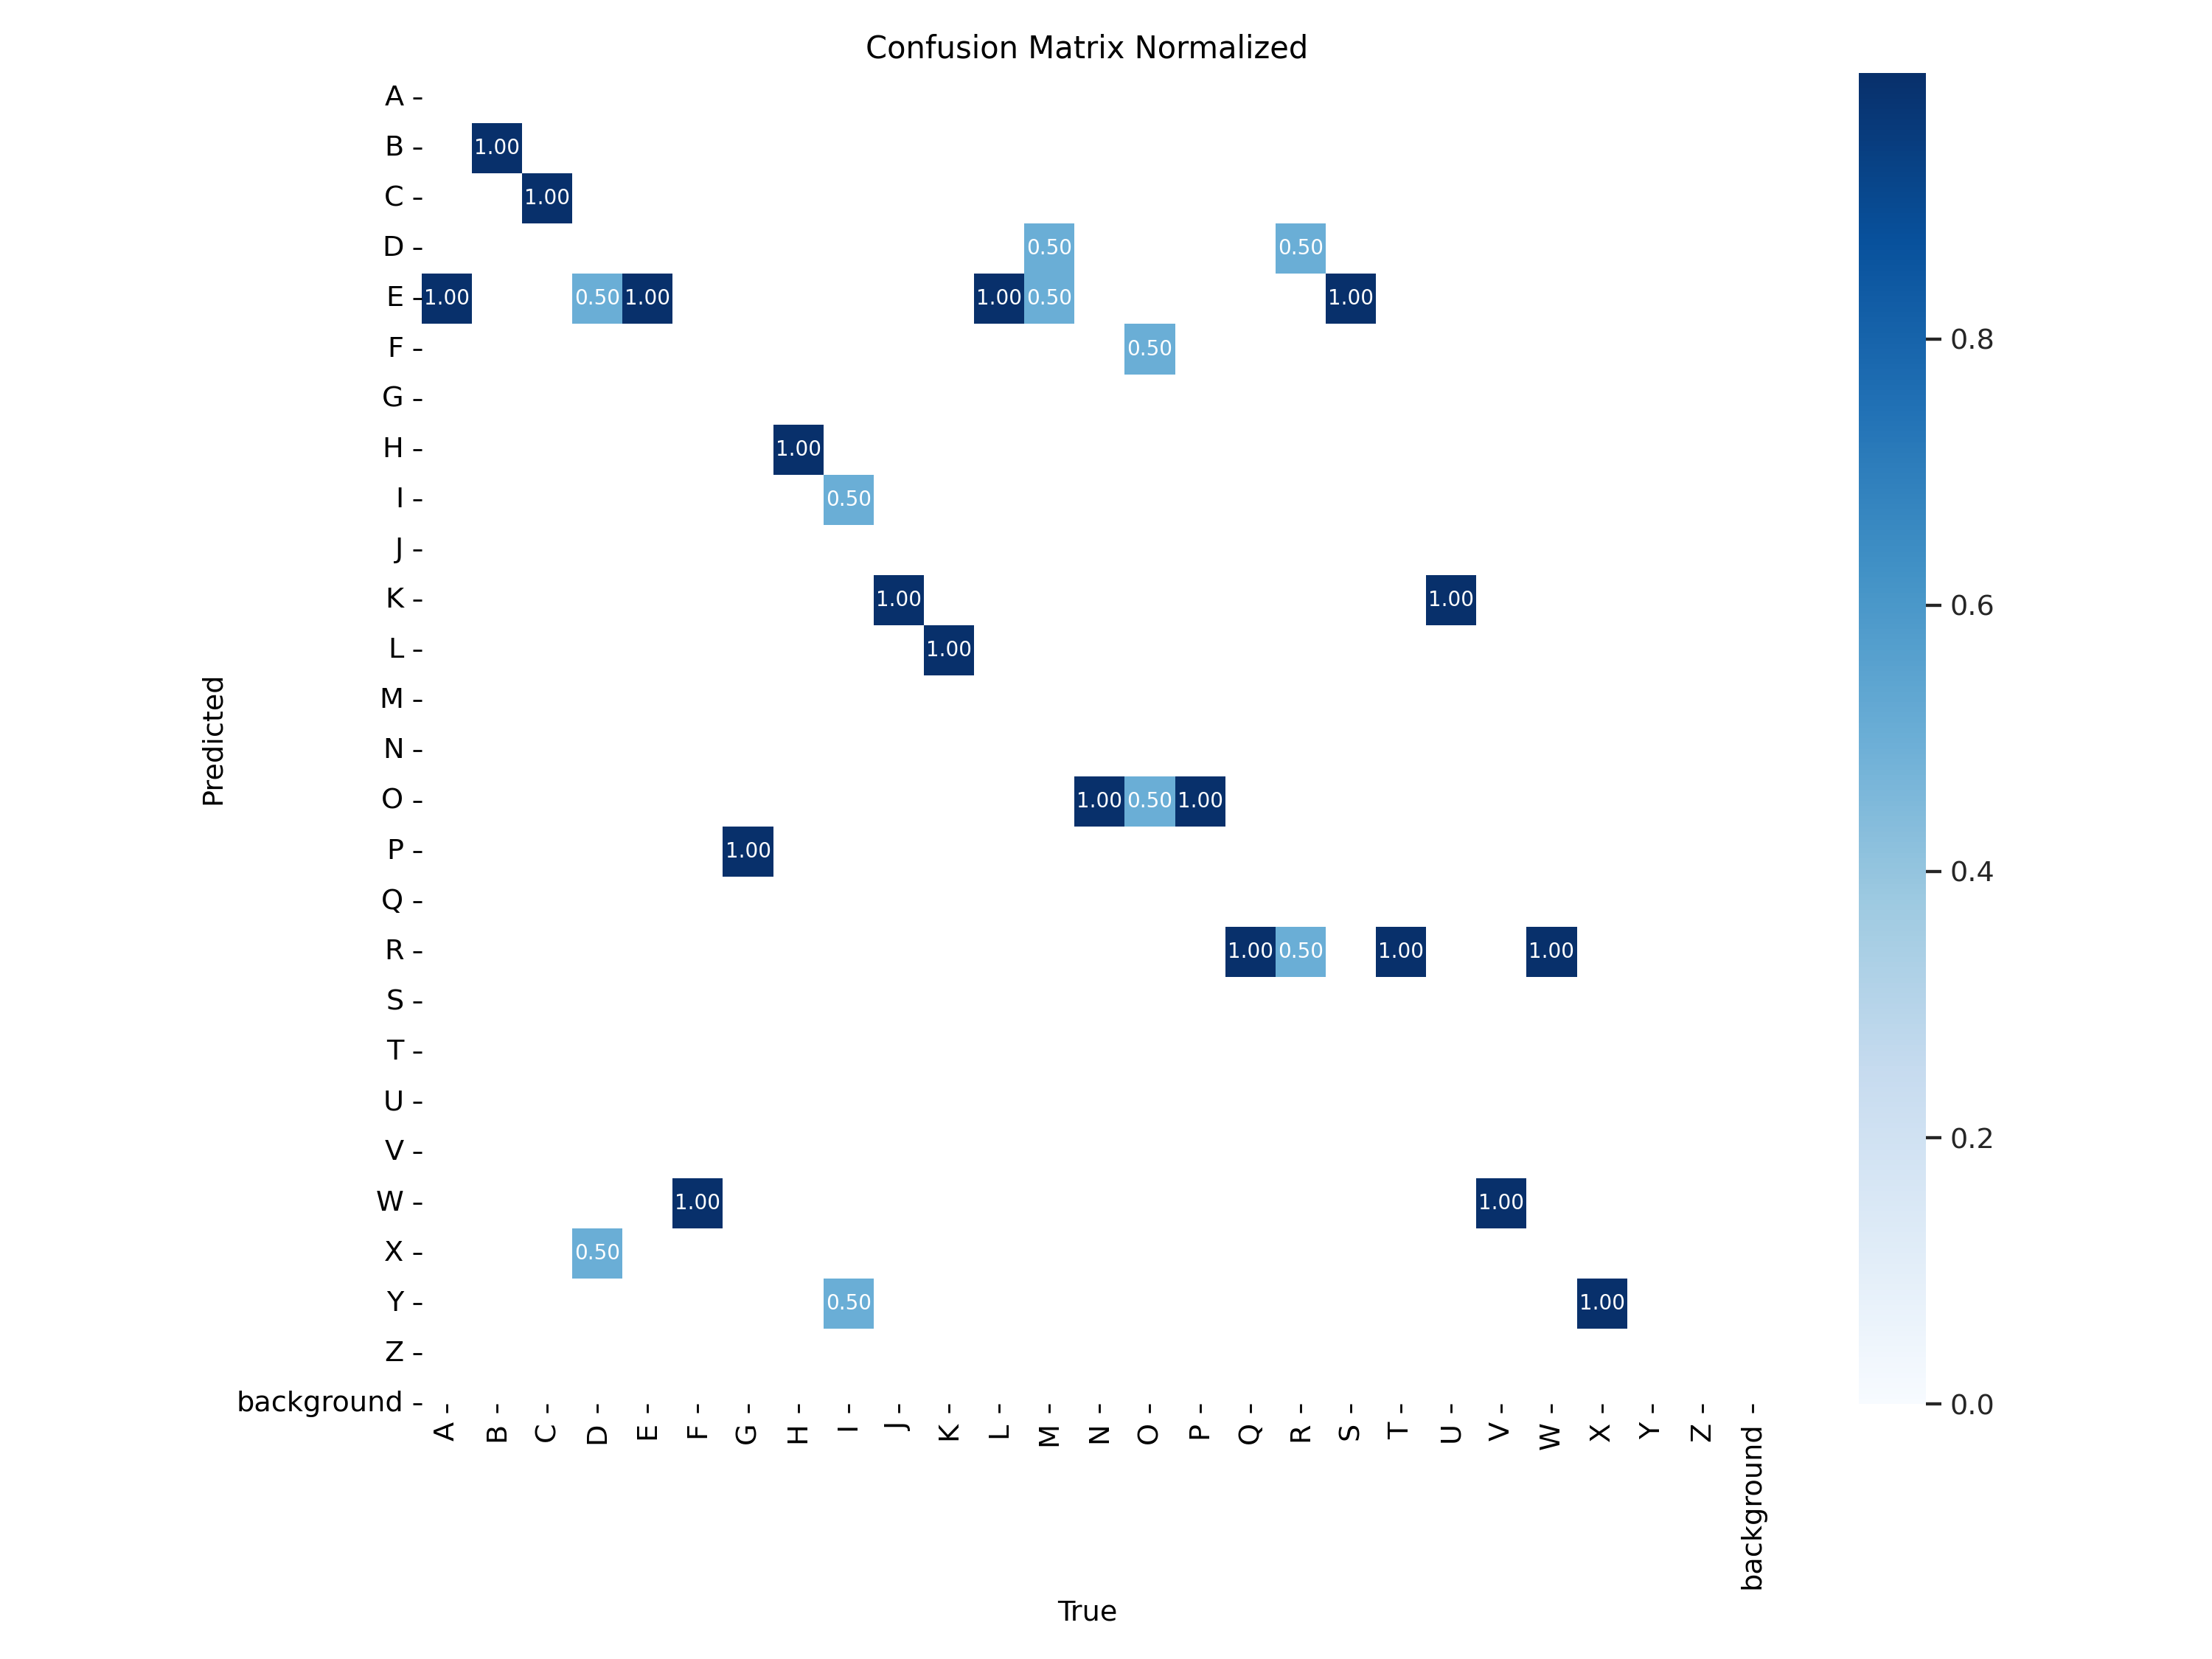 Confusion Matrix Normalized
A
B 1.00
C 1.00
D 0.50 0.50
E 1.00 0.50 1.00 1.00 0.50 1.00
F 0.50
G
H 1.00
I 0.50
J
K 1.00 1.00
L 1.00
M
N
O 1.00 0.50 1.00
P 1.00
Q
R 1.00 0.50 1.00 1.00
S
T
U
V
W 1.00 1.00
X 0.50
Y 0.50 1.00
Z
background
Predicted
A B C D E F G H I J K L M N O P Q R S T U V W X Y Z background
True
0.8
0.6
0.4
0.2
0.0